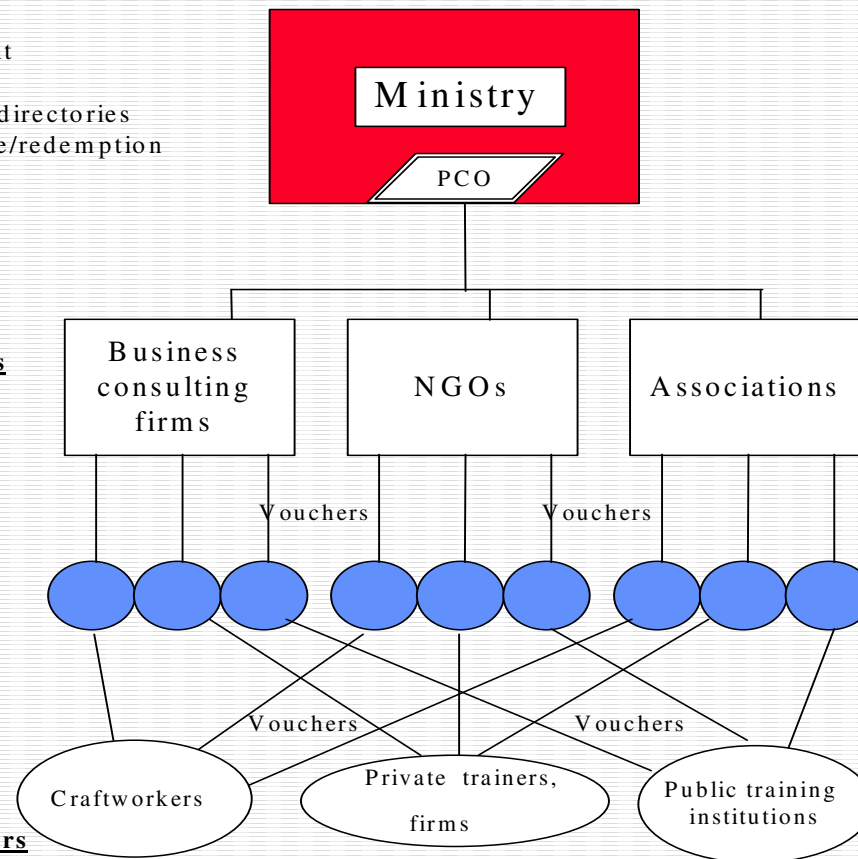 t
directories
e/redemption
Ministry
PCO
s
Business
consulting
firms
NGOs
Associations
Vouchers
Vouchers
Vouchers
Vouchers
Craftworkers
Private trainers,
firms
Public training
institutions
rs